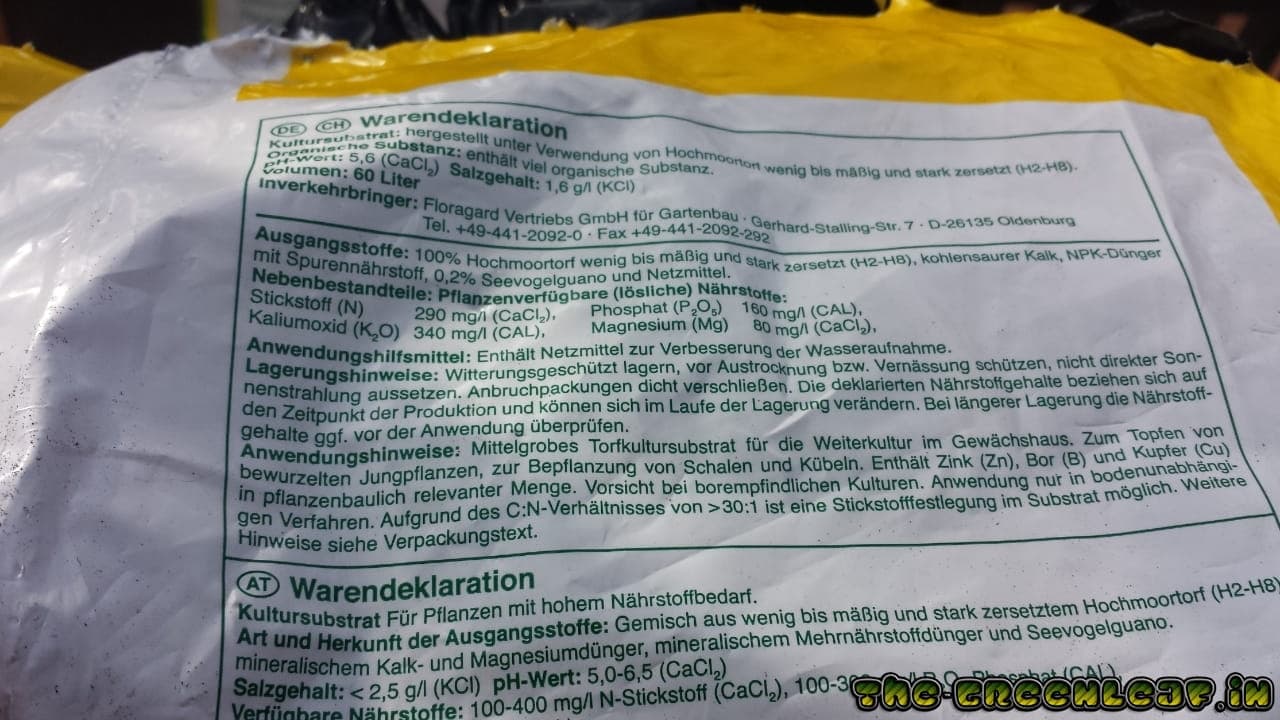 DE CH Warendeklaration
Kultursubstrat: hergestellt unter Verwendung von Hochmoortorf wenig bis mäßig und stark zersetzt (H2-H8).
Organische Substanz: enthält viel organische Substanz.
pH-Wert: 5,6 (CaCl₂) Salzgehalt: 1,6 g/l (KCl)
Volumen: 60 Liter
Inverkehrbringer: Floragard Vertriebs GmbH für Gartenbau · Gerhard-Stalling-Str. 7 · D-26135 Oldenburg
Tel. +49-441-2092-0 · Fax +49-441-2092-292
Ausgangsstoffe: 100% Hochmoortorf wenig bis mäßig und stark zersetzt (H2-H8), kohlensaurer Kalk, NPK-Dünger
mit Spurennährstoff, 0,2% Seevogelguano und Netzmittel.
Nebenbestandteile: Pflanzenverfügbare (lösliche) Nährstoffe:
Stickstoff (N) 290 mg/l (CaCl₂), Phosphat (P₂O₅) 160 mg/l (CAL),
Kaliumoxid (K₂O) 340 mg/l (CAL), Magnesium (Mg) 80 mg/l (CaCl₂),
Anwendungshilfsmittel: Enthält Netzmittel zur Verbesserung der Wasseraufnahme.
Lagerungshinweise: Witterungsgeschützt lagern, vor Austrocknung bzw. Vernässung schützen, nicht direkter Son-
nenstrahlung aussetzen. Anbruchpackungen dicht verschließen. Die deklarierten Nährstoffgehalte beziehen sich auf
den Zeitpunkt der Produktion und können sich im Laufe der Lagerung verändern. Bei längerer Lagerung die Nährstoff-
gehalte ggf. vor der Anwendung überprüfen.
Anwendungshinweise: Mittelgrobes Torfkultursubstrat für die Weiterkultur im Gewächshaus. Zum Topfen von
bewurzelten Jungpflanzen, zur Bepflanzung von Schalen und Kübeln. Enthält Zink (Zn), Bor (B) und Kupfer (Cu)
in pflanzenbaulich relevanter Menge. Vorsicht bei borempfindlichen Kulturen. Anwendung nur in bodenunabhängi-
gen Verfahren. Aufgrund des C:N-Verhältnisses von >30:1 ist eine Stickstofffestlegung im Substrat möglich. Weitere
Hinweise siehe Verpackungstext.
AT Warendeklaration
Kultursubstrat Für Pflanzen mit hohem Nährstoffbedarf.
Art und Herkunft der Ausgangsstoffe: Gemisch aus wenig bis mäßig und stark zersetztem Hochmoortorf (H2-H8)
mineralischem Kalk- und Magnesiumdünger, mineralischem Mehrnährstoffdünger und Seevogelguano.
Salzgehalt: < 2,5 g/l (KCl) pH-Wert: 5,0-6,5 (CaCl₂)
Verfügbare Nährstoffe: 100-400 mg/l N-Stickstoff (CaCl₂), Phosphat (CAL)
THC-GREENLEAF.IN